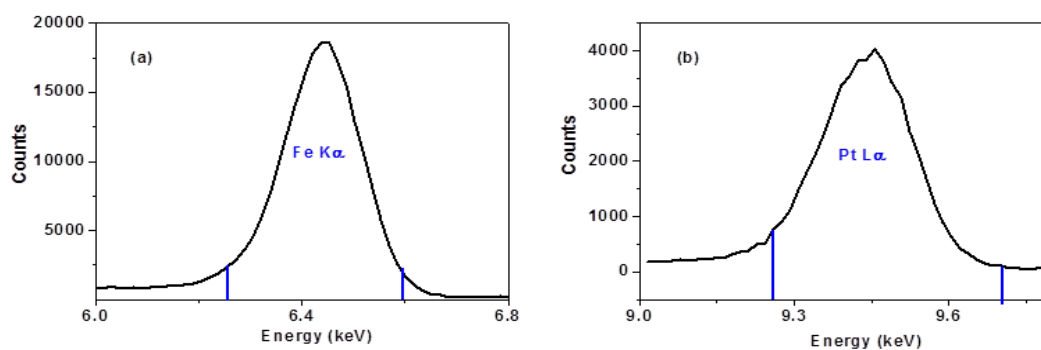 20000
15000
10000
5000
Counts
(a)
Fe Kα
6.0
6.4
6.8
Energy (keV)
4000
3000
2000
1000
0
Counts
(b)
Pt Lα
9.0
9.3
9.6
Energy (keV)